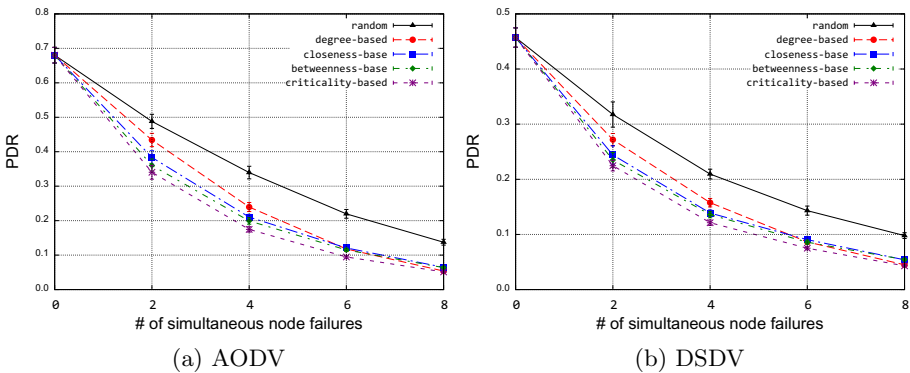 0.8
0.7
0.6
0.5
0.4
0.3
0.2
0.1
0.0
PDR
random
degree-based
closeness-base
betweenness-base
criticality-based
0 2 4 6 8
# of simultaneous node failures
(a) AODV
0.5
0.4
0.3
0.2
0.1
0.0
PDR
random
degree-based
closeness-base
betweenness-base
criticality-based
0 2 4 6 8
# of simultaneous node failures
(b) DSDV